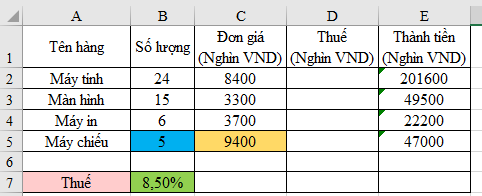 A B C D E
1 Tên hàng Số lượng Đơn giá (Nghìn VND) Thuế (Nghìn VND) Thành tiền (Nghìn VND)
2 Máy tính 24 8400 201600
3 Màn hình 15 3300 49500
4 Máy in 6 3700 22200
5 Máy chiếu 5 9400 47000
6
7 Thuế 8,50%